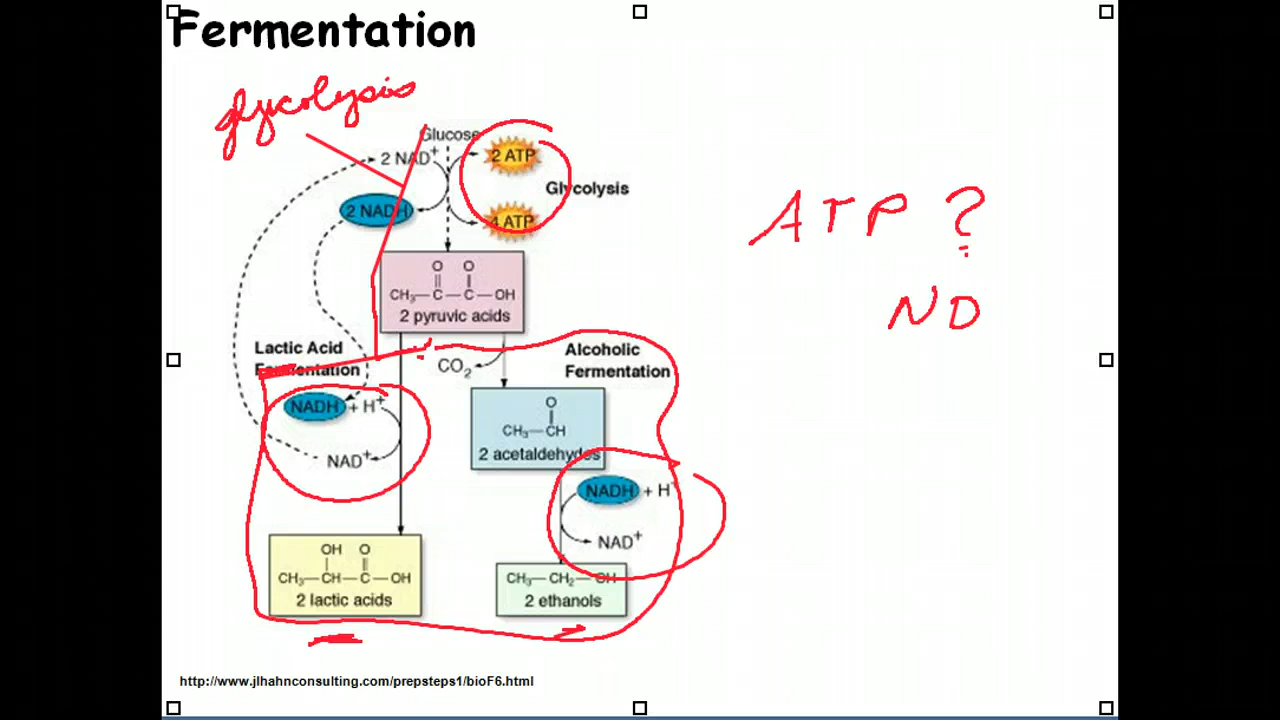 Fermentation
glycolysis
Glucose
2 NAD+
2 ATP
Glycolysis
2 NADH
4 ATP
ATP ?
NO
O O
CH₃—C—C—OH
2 pyruvic acids
Lactic Acid
Fermentation
CO₂
Alcoholic
Fermentation
NADH + H+
NAD+
O
CH₃—CH
2 acetaldehydes
NADH + H+
NAD+
OH O
CH₃—CH—C—OH
2 lactic acids
CH₃—CH₂—OH
2 ethanols
http://www.jlhahnconsulting.com/prepsteps1/bioF6.html